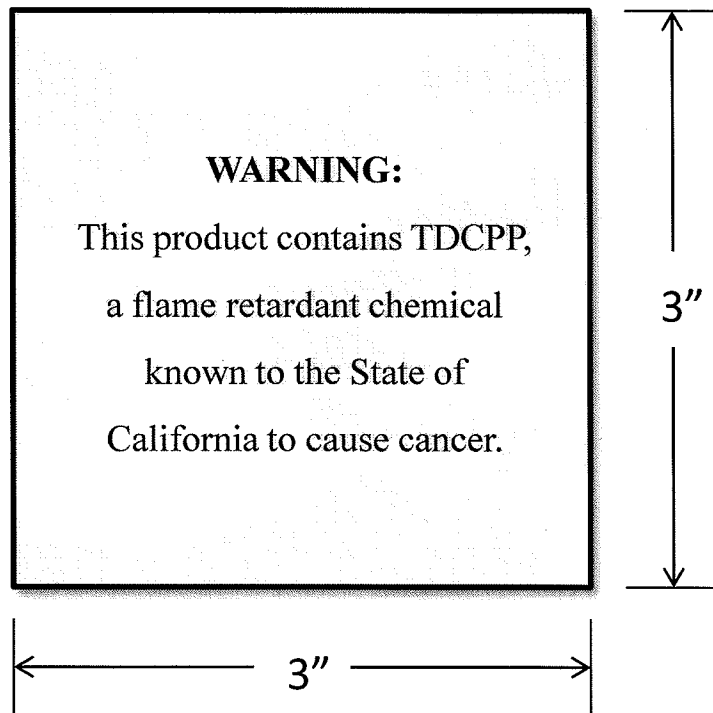 WARNING:
This product contains TDCPP,
a flame retardant chemical
known to the State of
California to cause cancer.
3”
3”